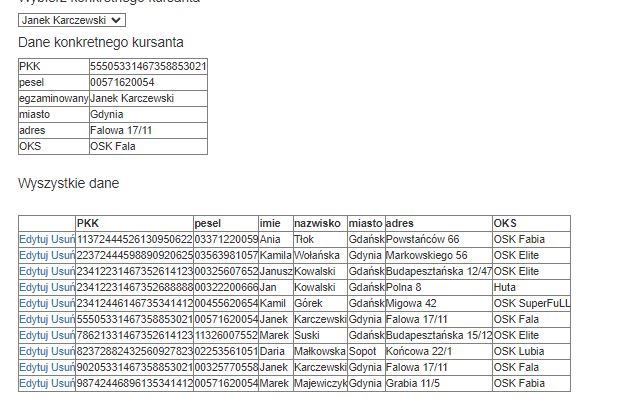 Wybierz konkretnego kursanta
Janek Karczewski
Dane konkretnego kursanta
PKK 55505331467358853021
pesel 00571620054
egzaminowany Janek Karczewski
miasto Gdynia
adres Falowa 17/11
OKS OSK Fala
Wyszystkie dane
PKK pesel imie nazwisko miasto adres OKS
Edytuj Usuń 11372444526130950622 03371220059 Ania Tłok Gdańsk Powstańców 66 OSK Fabia
Edytuj Usuń 22372444598890920625 03563981057 Kamila Wołańska Gdynia Markowskiego 56 OSK Elite
Edytuj Usuń 23412233146735261412​3 00325607652 Janusz Kowalski Gdańsk Budapesztańska 12/47 OSK Elite
Edytuj Usuń 23412233146735268888 00322200666 Jan Kowalski Gdańsk Polna 8 Huta
Edytuj Usuń 23412446146735341412 00455620654 Kamil Górek Gdańsk Migowa 42 OSK SuperFuLL
Edytuj Usuń 55505331467358853021 00571620054 Janek Karczewski Gdynia Falowa 17/11 OSK Fala
Edytuj Usuń 78621331467352614123 11326007552 Marek Suski Gdańsk Budapesztańska 15/12 OSK Elite
Edytuj Usuń 82372882432560927823 02253561051 Daria Małkowska Sopot Końcowa 22/1 OSK Lubia
Edytuj Usuń 90205331467358853021 00325770558 Janek Karczewski Gdynia Falowa 17/11 OSK Fala
Edytuj Usuń 98742446896135341412 00571620054 Marek Majewiczyk Gdynia Grabia 11/5 OSK Fabia